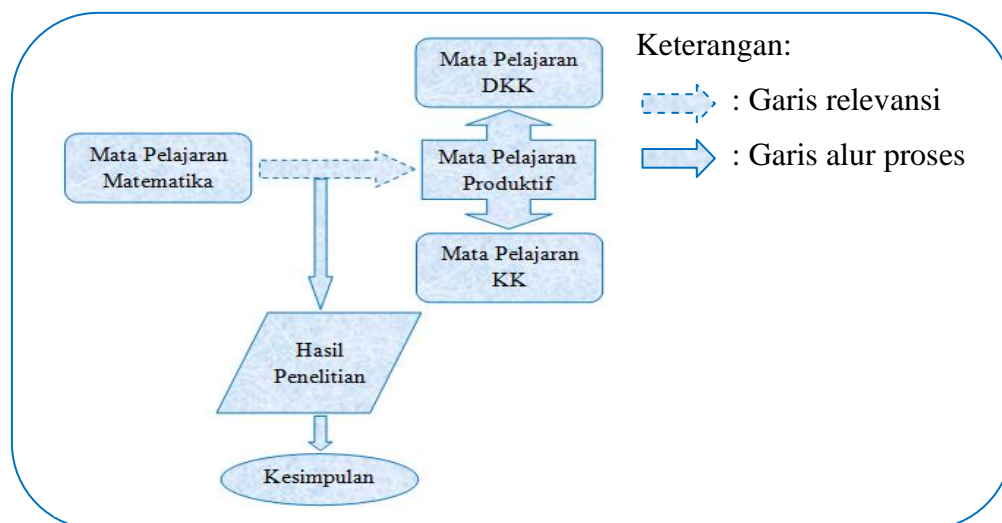 Mata Pelajaran
DKK
Keterangan:
: Garis relevansi
: Garis alur proses
Mata Pelajaran
Matematika
Mata Pelajaran
Produktif
Mata Pelajaran
KK
Hasil
Penelitian
Kesimpulan